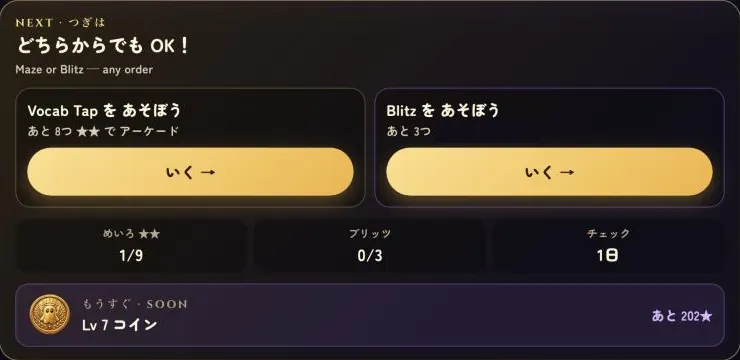 NEXT・つぎは
どちらからでも OK！
Maze or Blitz — any order
Vocab Tap を あそぼう
あと 8つ ★★ で アーケード
いく →
Blitz を あそぼう
あと 3つ
いく →
めいろ ★★
1/9
ブリッツ
0/3
チェック
1日
もうすぐ・SOON
Lv 7 コイン
あと 202★